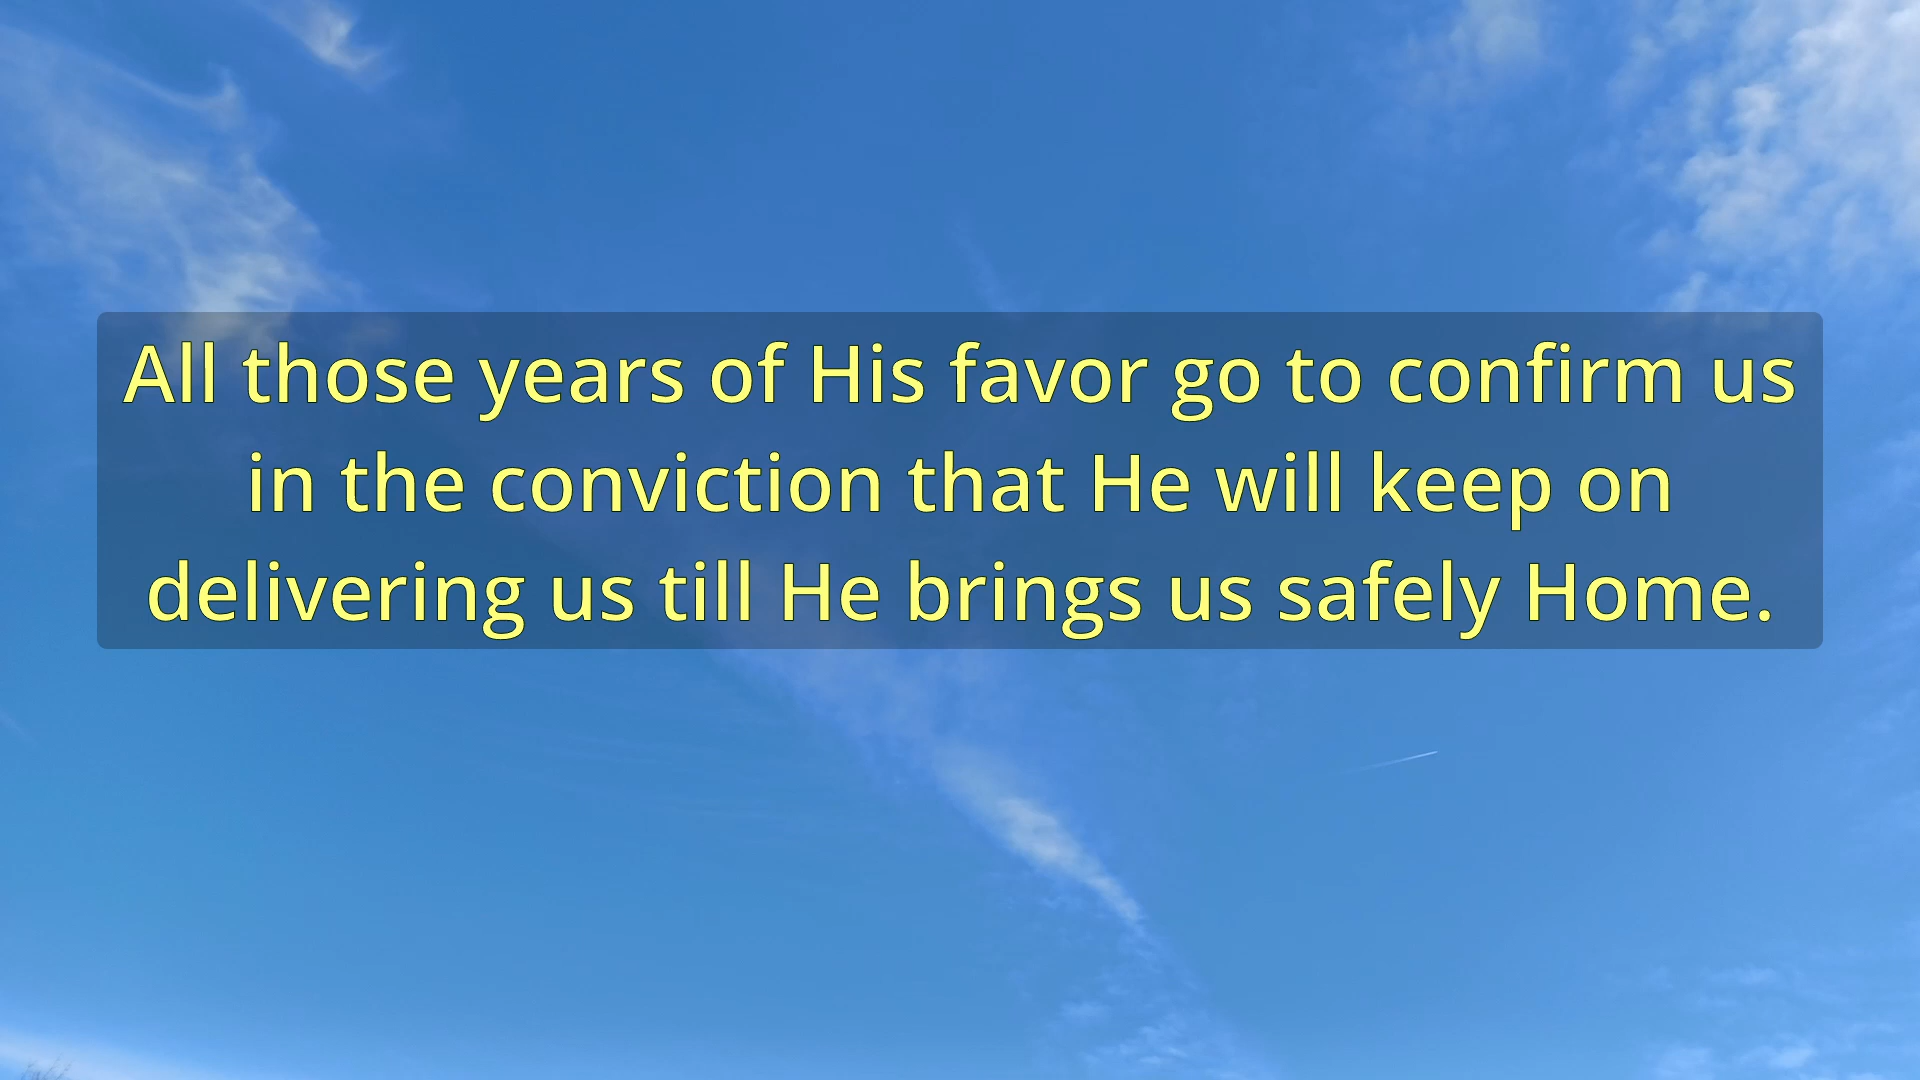 All those years of His favor go to confirm us
in the conviction that He will keep on
delivering us till He brings us safely Home.